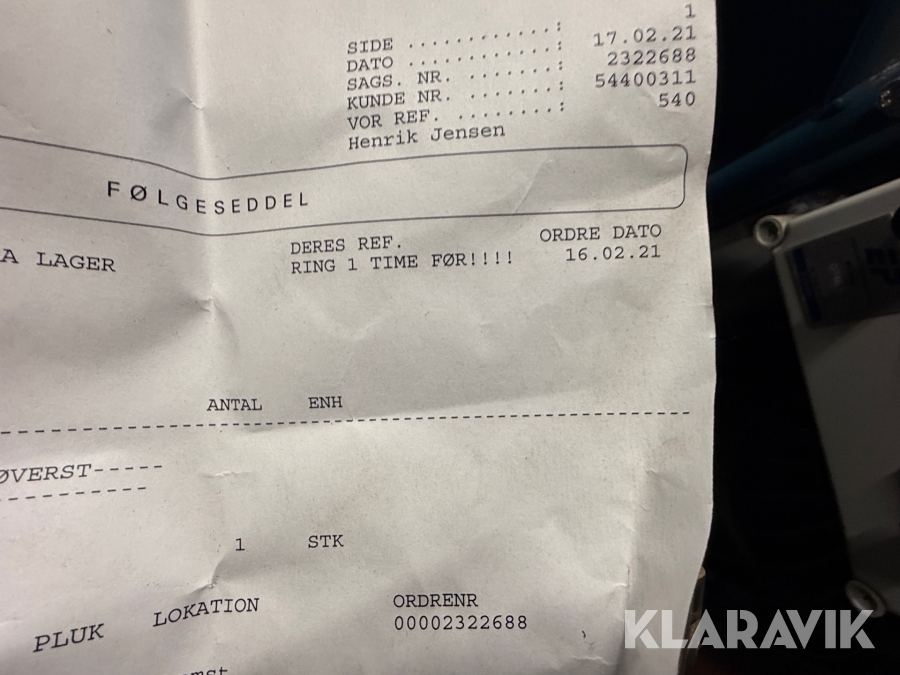 SIDE ............: 1
DATO ............: 17.02.21
SAGS. NR. .......: 2322688
KUNDE NR. .......: 54400311
VOR REF. ........: 540
Henrik Jensen
FØLGESEDDEL
A LAGER
DERES REF.
ORDRE DATO
RING 1 TIME FØR!!!!
16.02.21
ANTAL ENH
ØVERST-----
1 STK
PLUK LOKATION
ORDRENR
00002322688
KLARAVIK